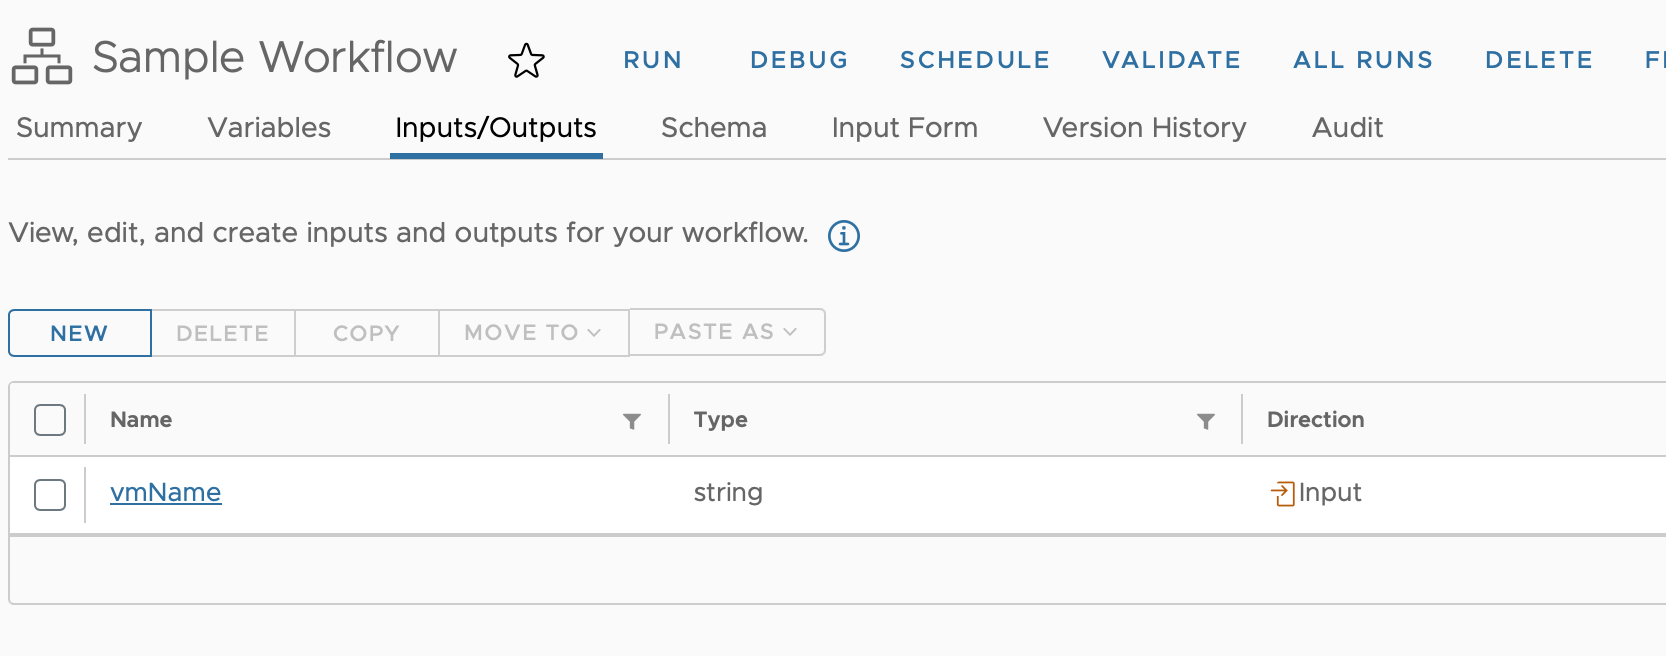 Sample Workflow RUN DEBUG SCHEDULE VALIDATE ALL RUNS DELETE
Summary Variables Inputs/Outputs Schema Input Form Version History Audit
View, edit, and create inputs and outputs for your workflow.
NEW DELETE COPY MOVE TO PASTE AS
Name Type Direction
vmName string Input